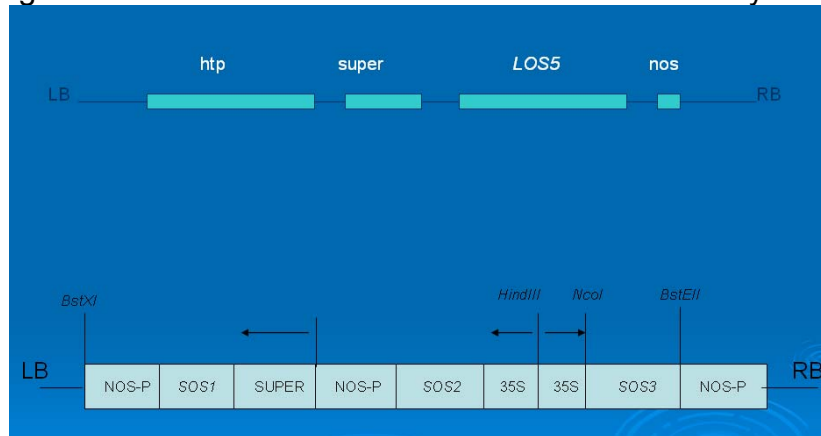 htp super LOS5 nos
LB RB
HindIII NcoI BstEII
BstXI
LB RB
NOS-P SOS1 SUPER NOS-P SOS2 35S 35S SOS3 NOS-P